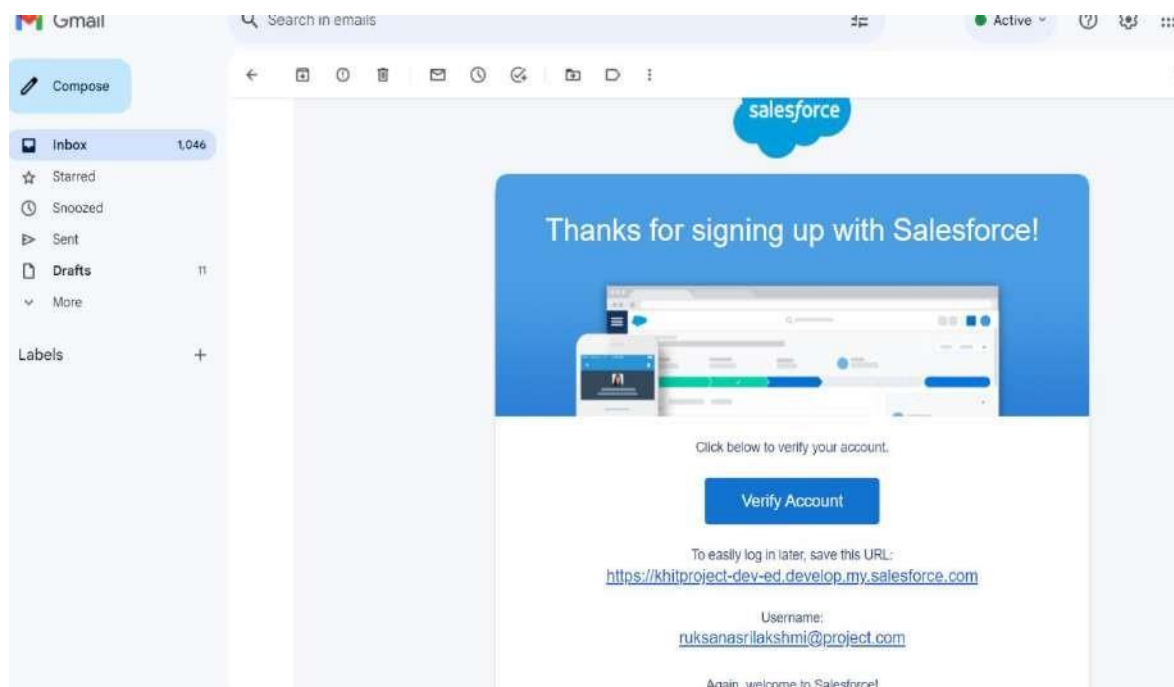 Gmail
Search in emails
Active
Compose
Inbox 1,046
Starred
Snoozed
Sent
Drafts 11
More
Labels
salesforce
Thanks for signing up with Salesforce!
Click below to verify your account.
Verify Account
To easily log in later, save this URL:
https://khitproject-dev-ed.develop.my.salesforce.com
Username:
ruksanasrilakshmi@project.com
Again, welcome to Salesforce!